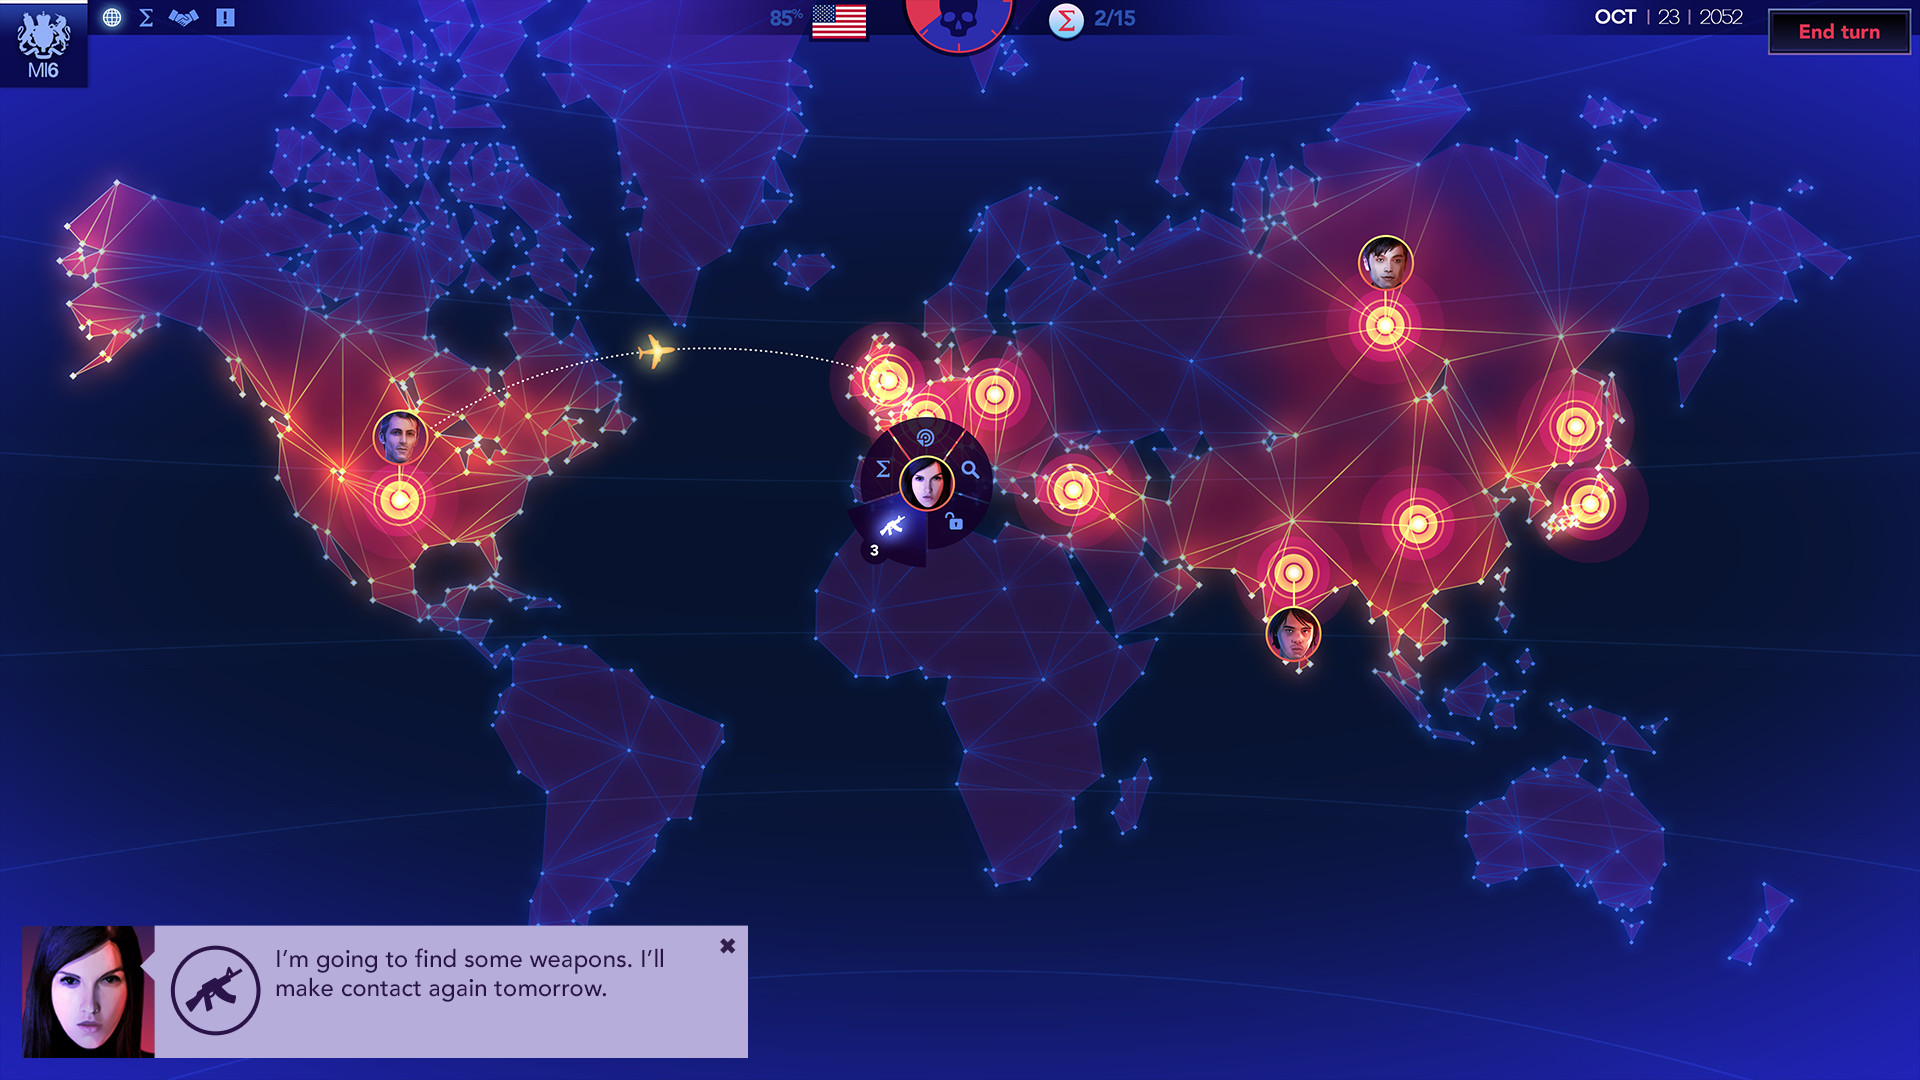 MI6
85%
2/15
OCT | 23 | 2052
End turn
3
I'm going to find some weapons. I'll
make contact again tomorrow.